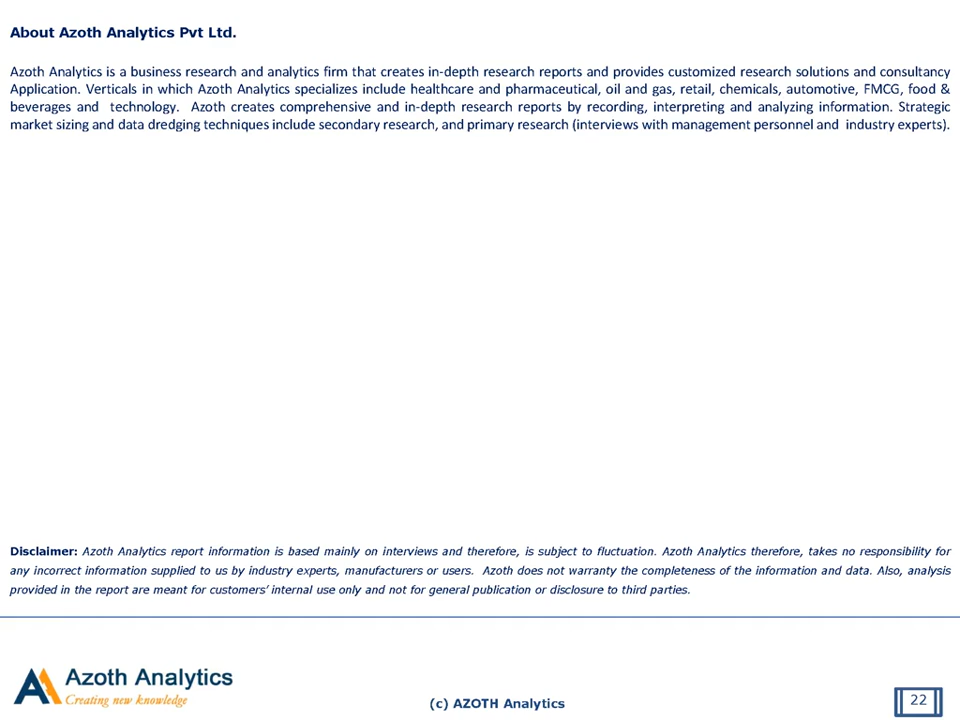 About Azoth Analytics Pvt Ltd.
Azoth Analytics is a business research and analytics firm that creates in-depth research reports and provides customized research solutions and consultancy
Application. Verticals in which Azoth Analytics specializes include healthcare and pharmaceutical, oil and gas, retail, chemicals, automotive, FMCG, food &
beverages and technology. Azoth creates comprehensive and in-depth research reports by recording, interpreting and analyzing information. Strategic
market sizing and data dredging techniques include secondary research, and primary research (interviews with management personnel and industry experts).
Disclaimer: Azoth Analytics report information is based mainly on interviews and therefore, is subject to fluctuation. Azoth Analytics therefore, takes no responsibility for
any incorrect information supplied to us by industry experts, manufacturers or users. Azoth does not warranty the completeness of the information and data. Also, analysis
provided in the report are meant for customers’ internal use only and not for general publication or disclosure to third parties.
Azoth Analytics
Creating new knowledge
(c) AZOTH Analytics
22